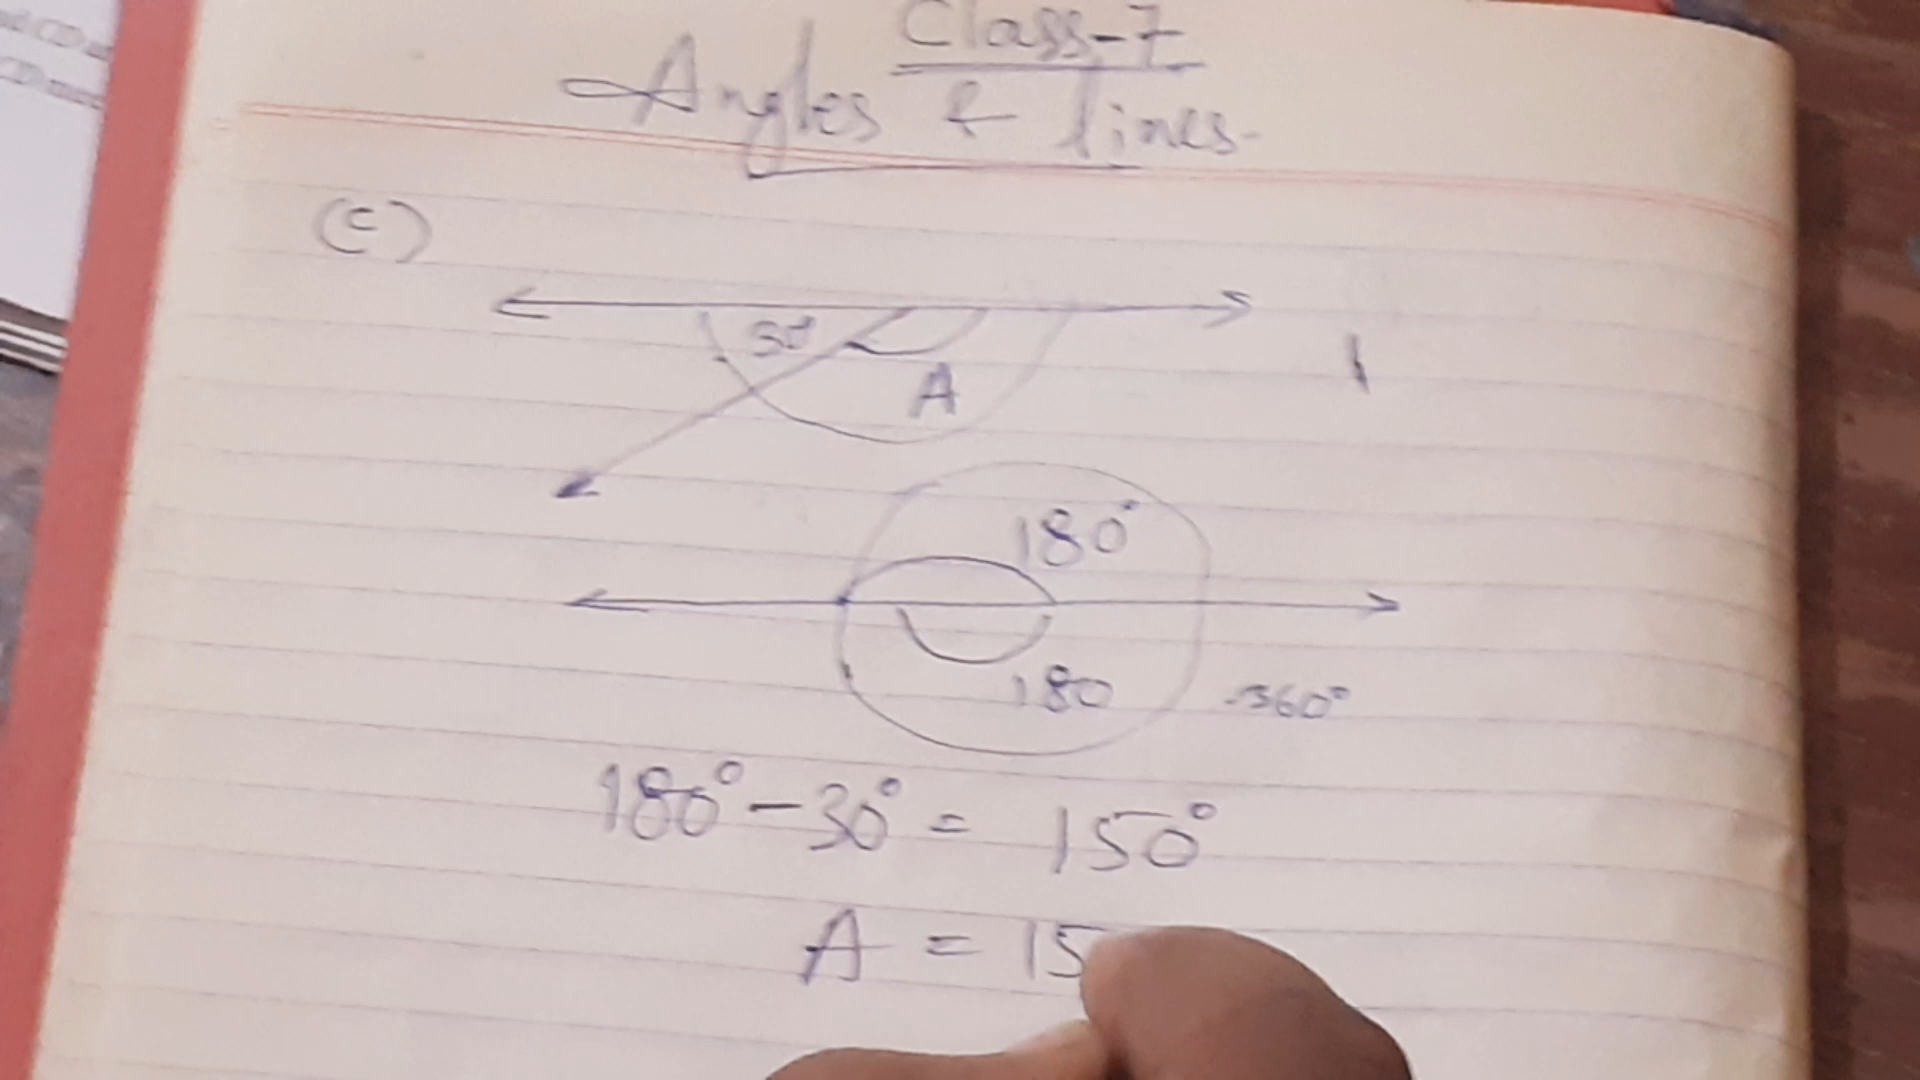 Class-7
Angles & lines-
(c)
30°
A
180°
180
360°
180° - 30° = 150°
A = 15